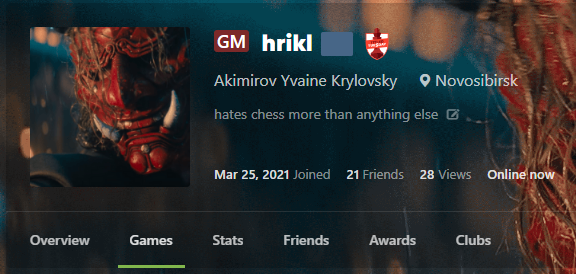 GM hrikl
Akimirov Yvaine Krylovsky Novosibirsk
hates chess more than anything else
Mar 25, 2021 Joined 21 Friends 28 Views Online now
Overview Games Stats Friends Awards Clubs